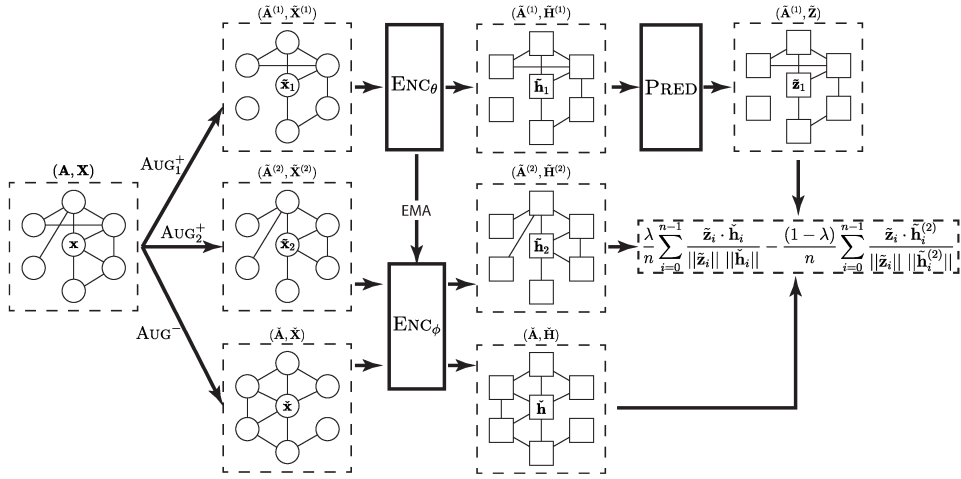 (Ã⁽¹⁾, X̃⁽¹⁾)
x̃₁
ENC_θ
(Ã⁽¹⁾, H̃⁽¹⁾)
h̃₁
PRED
(Ã⁽¹⁾, Z̃)
z̃₁
AUG₁⁺
(A, X)
x
AUG₂⁺
(Ã⁽²⁾, X̃⁽²⁾)
x̃₂
EMA
(Ã⁽²⁾, H̃⁽²⁾)
h̃₂
λ/n ∑_{i=0}^{n−1} z̃ᵢ · ȟᵢ / ||z̃ᵢ|| ||ȟᵢ|| − (1 − λ)/n ∑_{i=0}^{n−1} z̃ᵢ · h̃ᵢ⁽²⁾ / ||z̃ᵢ|| ||h̃ᵢ⁽²⁾||
AUG⁻
ENC_ϕ
(Ǎ, X̌)
x̌
(Ǎ, Ȟ)
ȟ